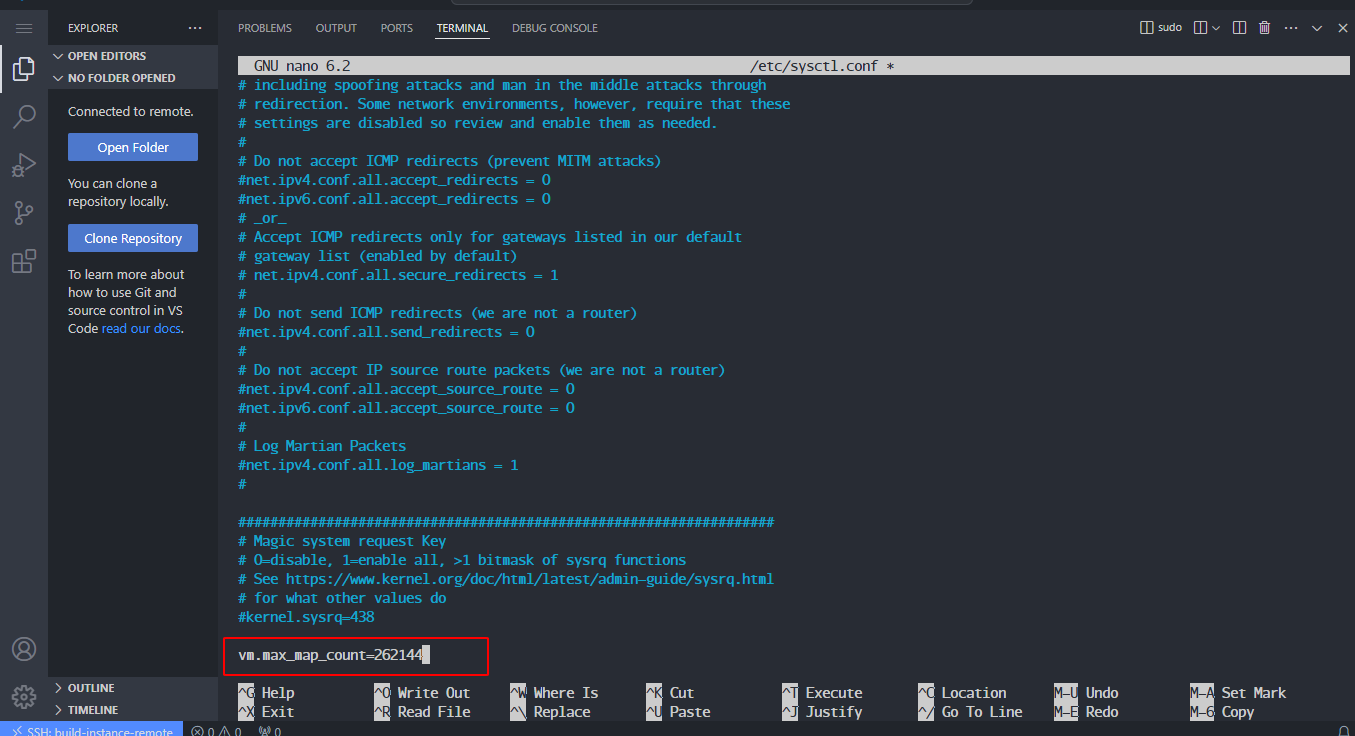 EXPLORER ...
OPEN EDITORS
NO FOLDER OPENED
Connected to remote.
Open Folder
You can clone a
repository locally.
Clone Repository
To learn more about
how to use Git and
source control in VS
Code read our docs.
OUTLINE
TIMELINE
PROBLEMS OUTPUT PORTS TERMINAL DEBUG CONSOLE
sudo
GNU nano 6.2 /etc/sysctl.conf *
# including spoofing attacks and man in the middle attacks through
# redirection. Some network environments, however, require that these
# settings are disabled so review and enable them as needed.
#
# Do not accept ICMP redirects (prevent MITM attacks)
#net.ipv4.conf.all.accept_redirects = 0
#net.ipv6.conf.all.accept_redirects = 0
# _or_
# Accept ICMP redirects only for gateways listed in our default
# gateway list (enabled by default)
# net.ipv4.conf.all.secure_redirects = 1
#
# Do not send ICMP redirects (we are not a router)
#net.ipv4.conf.all.send_redirects = 0
#
# Do not accept IP source route packets (we are not a router)
#net.ipv4.conf.all.accept_source_route = 0
#net.ipv6.conf.all.accept_source_route = 0
#
# Log Martian Packets
#net.ipv4.conf.all.log_martians = 1
#
###################################################################
# Magic system request Key
# 0=disable, 1=enable all, >1 bitmask of sysrq functions
# See https://www.kernel.org/doc/html/latest/admin-guide/sysrq.html
# for what other values do
#kernel.sysrq=438
vm.max_map_count=262144
^G Help ^O Write Out ^W Where Is ^K Cut ^T Execute ^C Location M-U Undo M-A Set Mark
^X Exit ^R Read File ^\ Replace ^U Paste ^J Justify ^/ Go To Line M-E Redo M-6 Copy
SSH: build-instance-remote 0 0 0